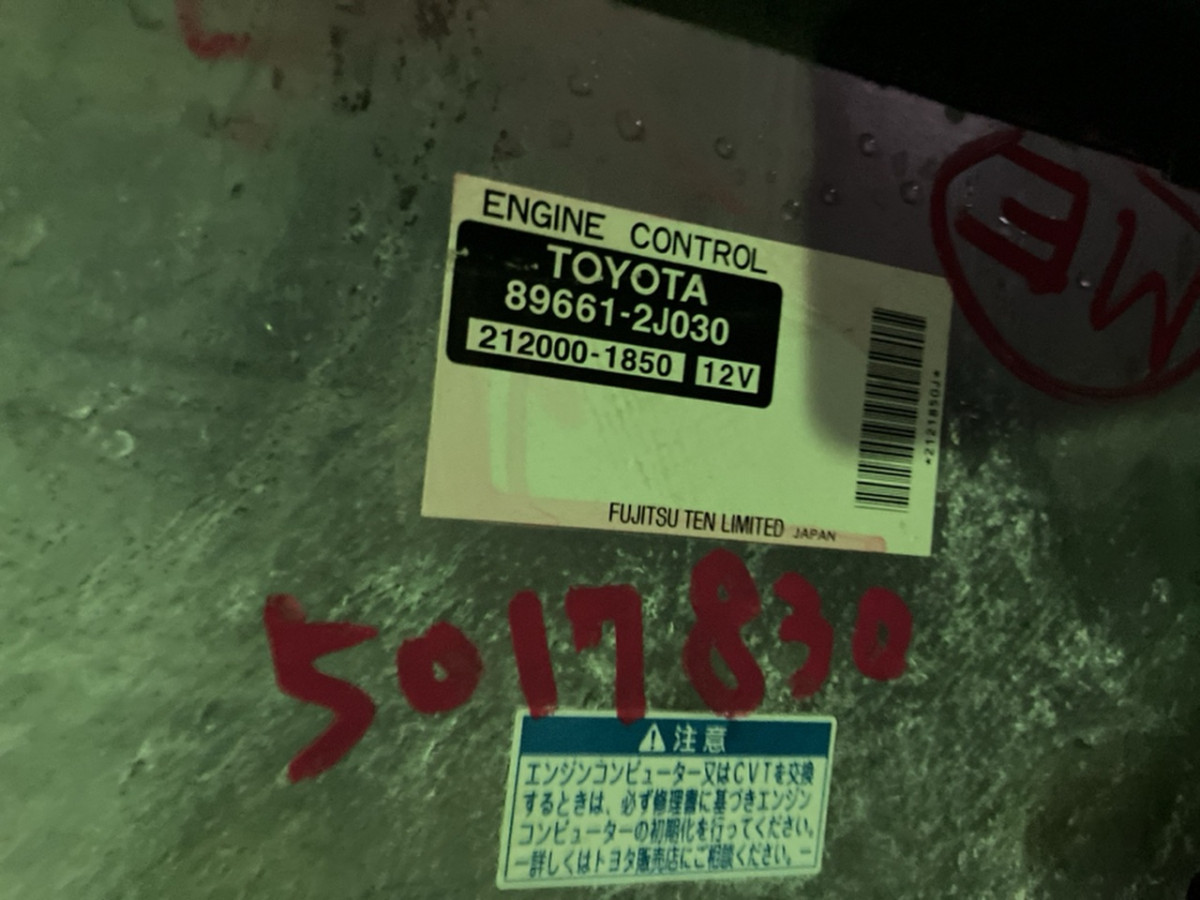 ENGINE CONTROL
TOYOTA
89661-2J030
212000-1850 12V
*2121850J*
FUJITSU TEN LIMITED JAPAN
5017830
注意
エンジンコンピューター又はCVTを交換
するときは、必ず修理書に基づきエンジン
コンピューターの初期化を行ってください。
ー詳しくはトヨタ販売店にご相談ください。ー